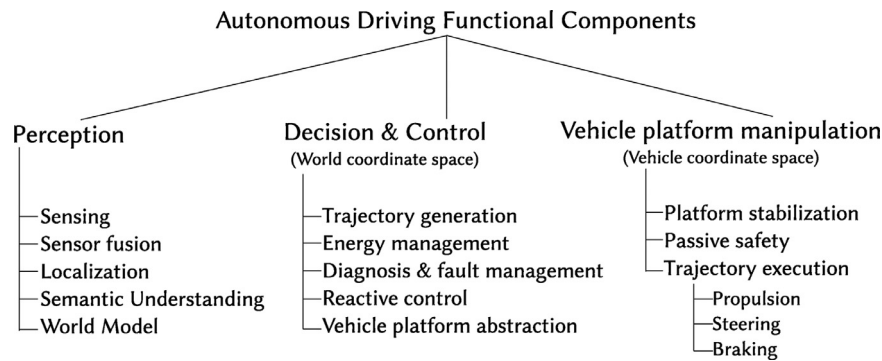 Autonomous Driving Functional Components
Perception
Sensing
Sensor fusion
Localization
Semantic Understanding
World Model
Decision & Control
(World coordinate space)
Trajectory generation
Energy management
Diagnosis & fault management
Reactive control
Vehicle platform abstraction
Vehicle platform manipulation
(Vehicle coordinate space)
Platform stabilization
Passive safety
Trajectory execution
Propulsion
Steering
Braking